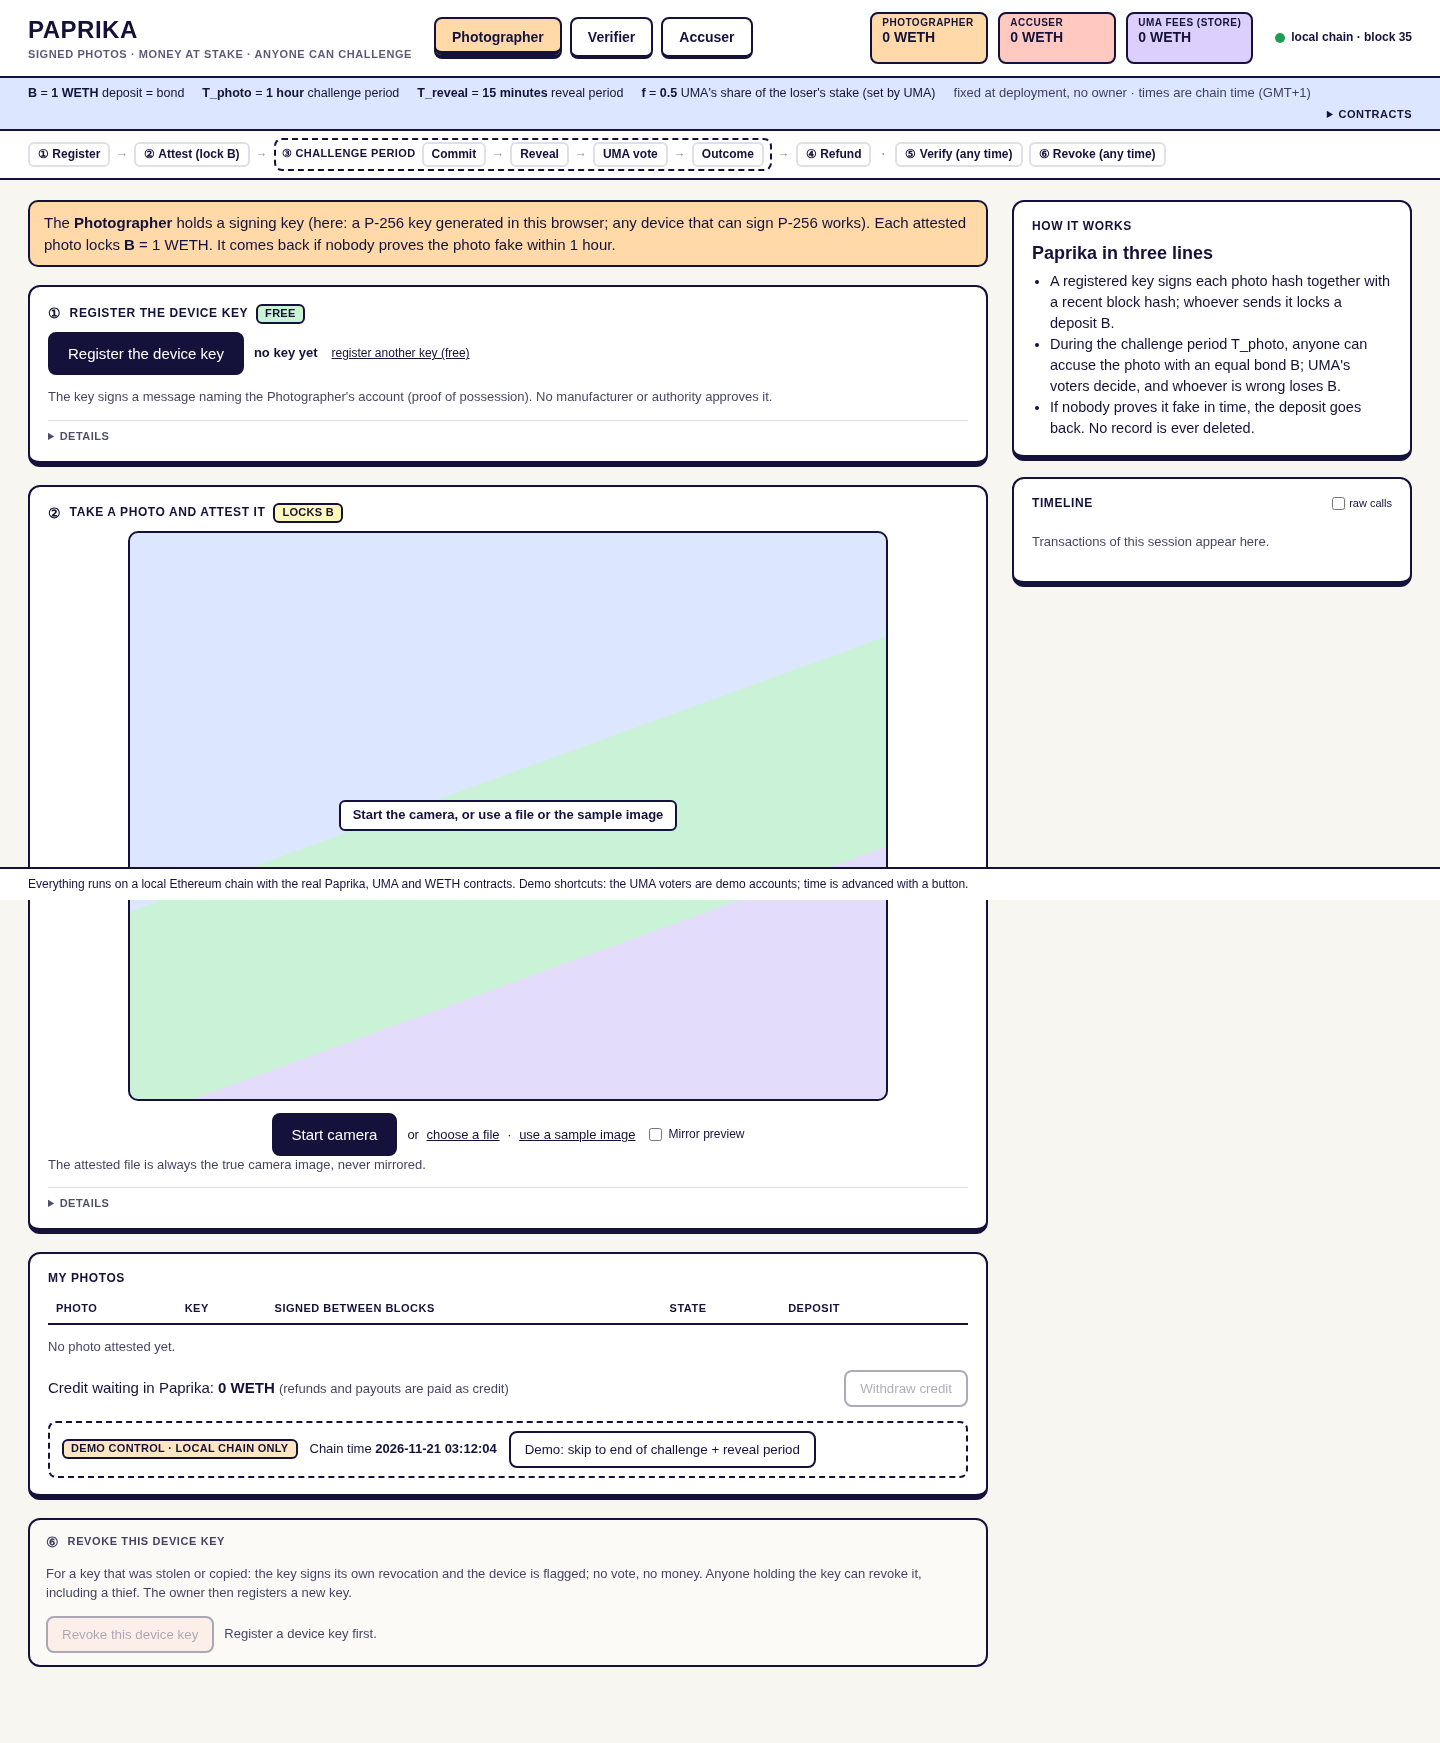 PAPRIKA
SIGNED PHOTOS · MONEY AT STAKE · ANYONE CAN CHALLENGE
Photographer
Verifier
Accuser
PHOTOGRAPHER
0 WETH
ACCUSER
0 WETH
UMA FEES (STORE)
0 WETH
local chain · block 35
B = 1 WETH deposit = bond T_photo = 1 hour challenge period T_reveal = 15 minutes reveal period f = 0.5 UMA's share of the loser's stake (set by UMA) fixed at deployment, no owner · times are chain time (GMT+1)
▶ CONTRACTS
① Register → ② Attest (lock B) → ③ CHALLENGE PERIOD Commit → Reveal → UMA vote → Outcome → ④ Refund · ⑤ Verify (any time) ⑥ Revoke (any time)
The Photographer holds a signing key (here: a P-256 key generated in this browser; any device that can sign P-256 works). Each attested
photo locks B = 1 WETH. It comes back if nobody proves the photo fake within 1 hour.
① REGISTER THE DEVICE KEY FREE
Register the device key no key yet register another key (free)
The key signs a message naming the Photographer's account (proof of possession). No manufacturer or authority approves it.
▶ DETAILS
② TAKE A PHOTO AND ATTEST IT LOCKS B
Start the camera, or use a file or the sample image
Everything runs on a local Ethereum chain with the real Paprika, UMA and WETH contracts. Demo shortcuts: the UMA voters are demo accounts; time is advanced with a button.
Start camera or choose a file · use a sample image Mirror preview
The attested file is always the true camera image, never mirrored.
▶ DETAILS
MY PHOTOS
PHOTO KEY SIGNED BETWEEN BLOCKS STATE DEPOSIT
No photo attested yet.
Credit waiting in Paprika: 0 WETH (refunds and payouts are paid as credit) Withdraw credit
DEMO CONTROL · LOCAL CHAIN ONLY Chain time 2026-11-21 03:12:04 Demo: skip to end of challenge + reveal period
⑥ REVOKE THIS DEVICE KEY
For a key that was stolen or copied: the key signs its own revocation and the device is flagged; no vote, no money. Anyone holding the key can revoke it,
including a thief. The owner then registers a new key.
Revoke this device key Register a device key first.
HOW IT WORKS
Paprika in three lines
• A registered key signs each photo hash together with
a recent block hash; whoever sends it locks a
deposit B.
• During the challenge period T_photo, anyone can
accuse the photo with an equal bond B; UMA's
voters decide, and whoever is wrong loses B.
• If nobody proves it fake in time, the deposit goes
back. No record is ever deleted.
TIMELINE raw calls
Transactions of this session appear here.